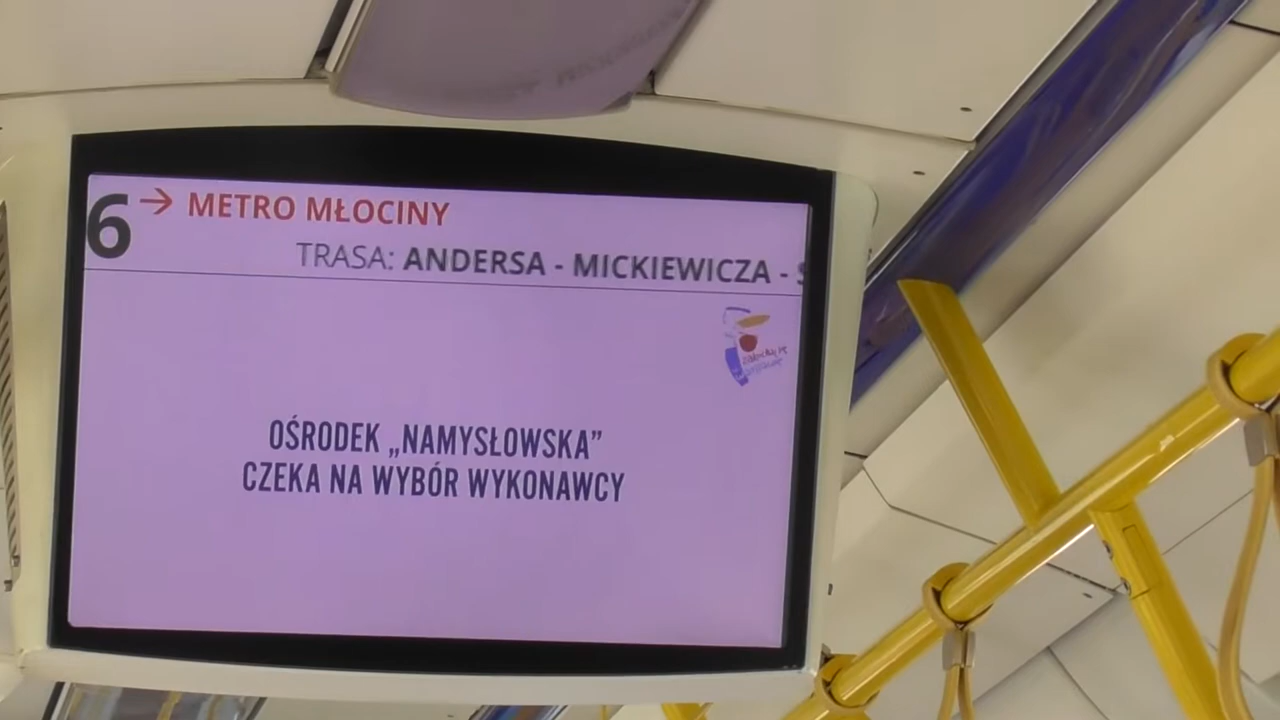 6 → METRO MŁOCINY
TRASA: ANDERSA - MICKIEWICZA -
OŚRODEK „NAMYSŁOWSKA”
CZEKA NA WYBÓR WYKONAWCY